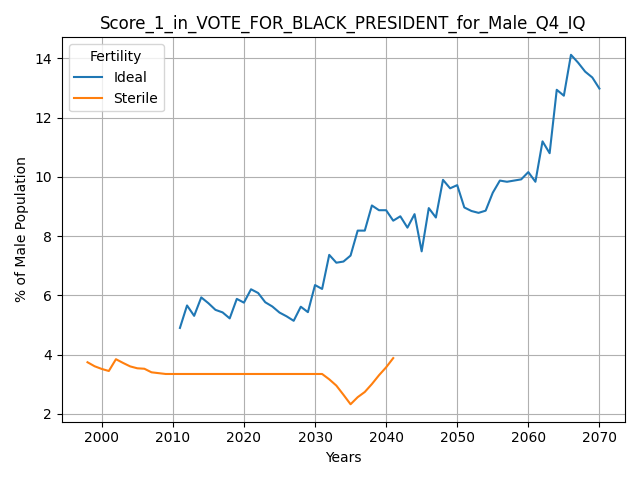 Score_1_in_VOTE_FOR_BLACK_PRESIDENT_for_Male_Q4_IQ
Fertility
Ideal
Sterile
% of Male Population
14
12
10
8
6
4
2
2000 2010 2020 2030 2040 2050 2060 2070
Years